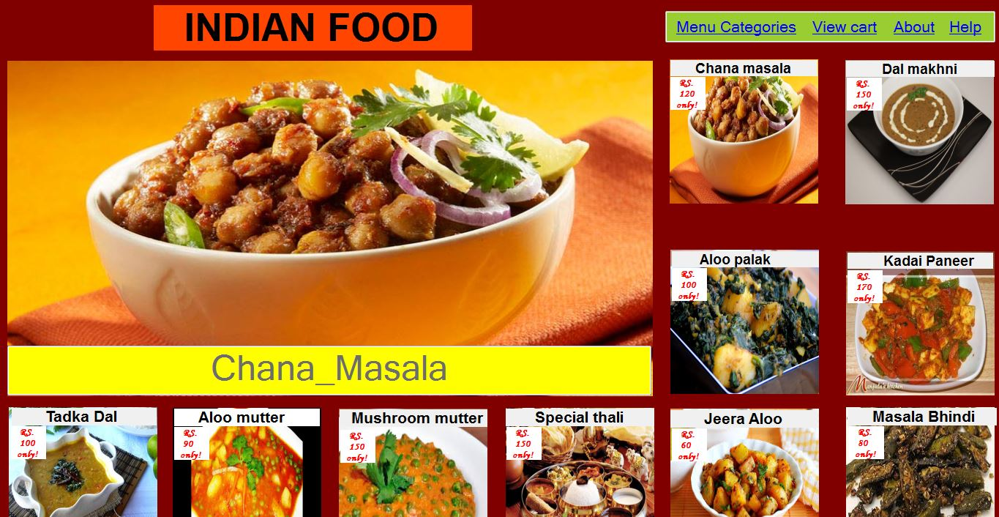 INDIAN FOOD
Menu Categories View cart About Help
Chana masala
RS.
120
only!
Dal makhni
RS.
150
only!
Aloo palak
RS.
100
only!
Kadai Paneer
RS.
170
only!
Manjula's kitchen
Chana_Masala
Tadka Dal
RS.
100
only!
Aloo mutter
RS.
90
only!
Mushroom mutter
RS.
150
only!
Special thali
RS.
150
only!
Jeera Aloo
RS.
60
only!
Masala Bhindi
RS.
80
only!